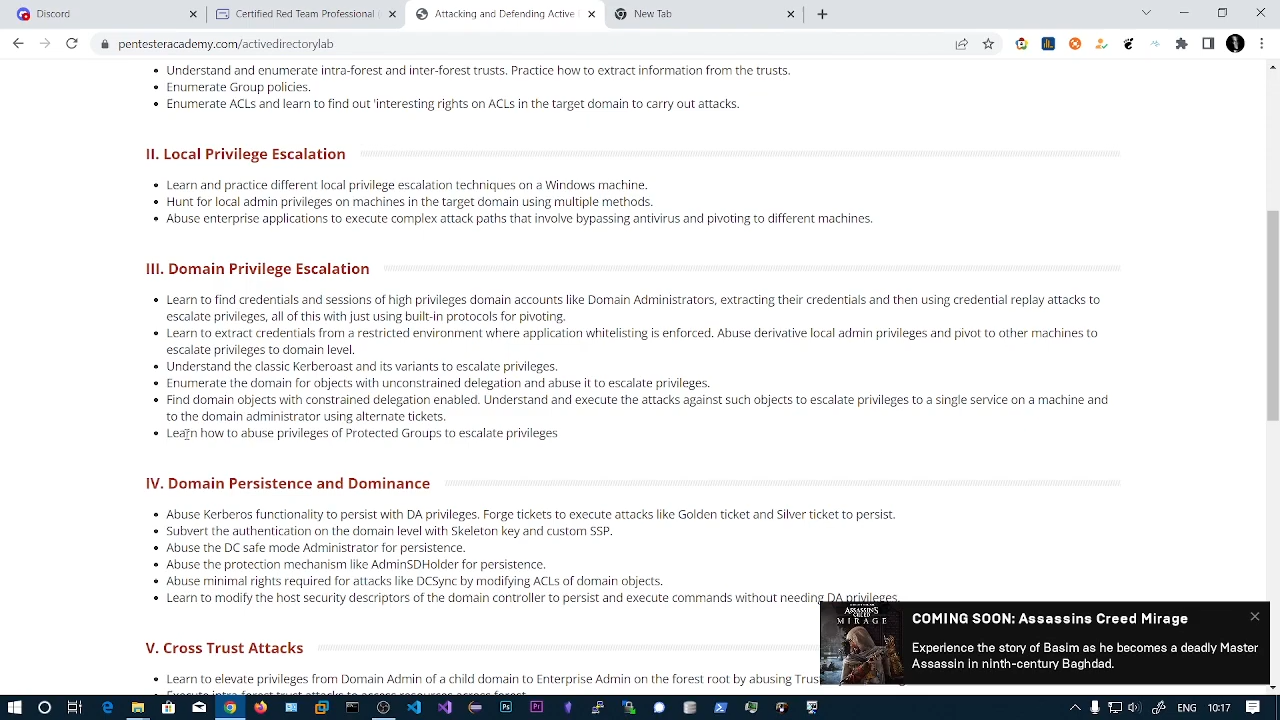 Discord
Certified Red Team Professional (
Attacking and Defending Active
New Tab
pentesteracademy.com/activedirectorylab
Understand and enumerate intra-forest and inter-forest trusts. Practice how to extract information from the trusts.
Enumerate Group policies.
Enumerate ACLs and learn to find out 'interesting rights on ACLs in the target domain to carry out attacks.
II. Local Privilege Escalation
Learn and practice different local privilege escalation techniques on a Windows machine.
Hunt for local admin privileges on machines in the target domain using multiple methods.
Abuse enterprise applications to execute complex attack paths that involve bypassing antivirus and pivoting to different machines.
III. Domain Privilege Escalation
Learn to find credentials and sessions of high privileges domain accounts like Domain Administrators, extracting their credentials and then using credential replay attacks to
escalate privileges, all of this with just using built-in protocols for pivoting.
Learn to extract credentials from a restricted environment where application whitelisting is enforced. Abuse derivative local admin privileges and pivot to other machines to
escalate privileges to domain level.
Understand the classic Kerberoast and its variants to escalate privileges.
Enumerate the domain for objects with unconstrained delegation and abuse it to escalate privileges.
Find domain objects with constrained delegation enabled. Understand and execute the attacks against such objects to escalate privileges to a single service on a machine and
to the domain administrator using alternate tickets.
Learn how to abuse privileges of Protected Groups to escalate privileges
IV. Domain Persistence and Dominance
Abuse Kerberos functionality to persist with DA privileges. Forge tickets to execute attacks like Golden ticket and Silver ticket to persist.
Subvert the authentication on the domain level with Skeleton key and custom SSP.
Abuse the DC safe mode Administrator for persistence.
Abuse the protection mechanism like AdminSDHolder for persistence.
Abuse minimal rights required for attacks like DCSync by modifying ACLs of domain objects.
Learn to modify the host security descriptors of the domain controller to persist and execute commands without needing DA privileges.
V. Cross Trust Attacks
Learn to elevate privileges from Domain Admin of a child domain to Enterprise Admin on the forest root by abusing Trus
Execute intra-forest trust attacks to access resources across forest
ASSASSINS CREED
MIRAGE
COMING SOON: Assassins Creed Mirage
Experience the story of Basim as he becomes a deadly Master
Assassin in ninth-century Baghdad.
ENG
10:17